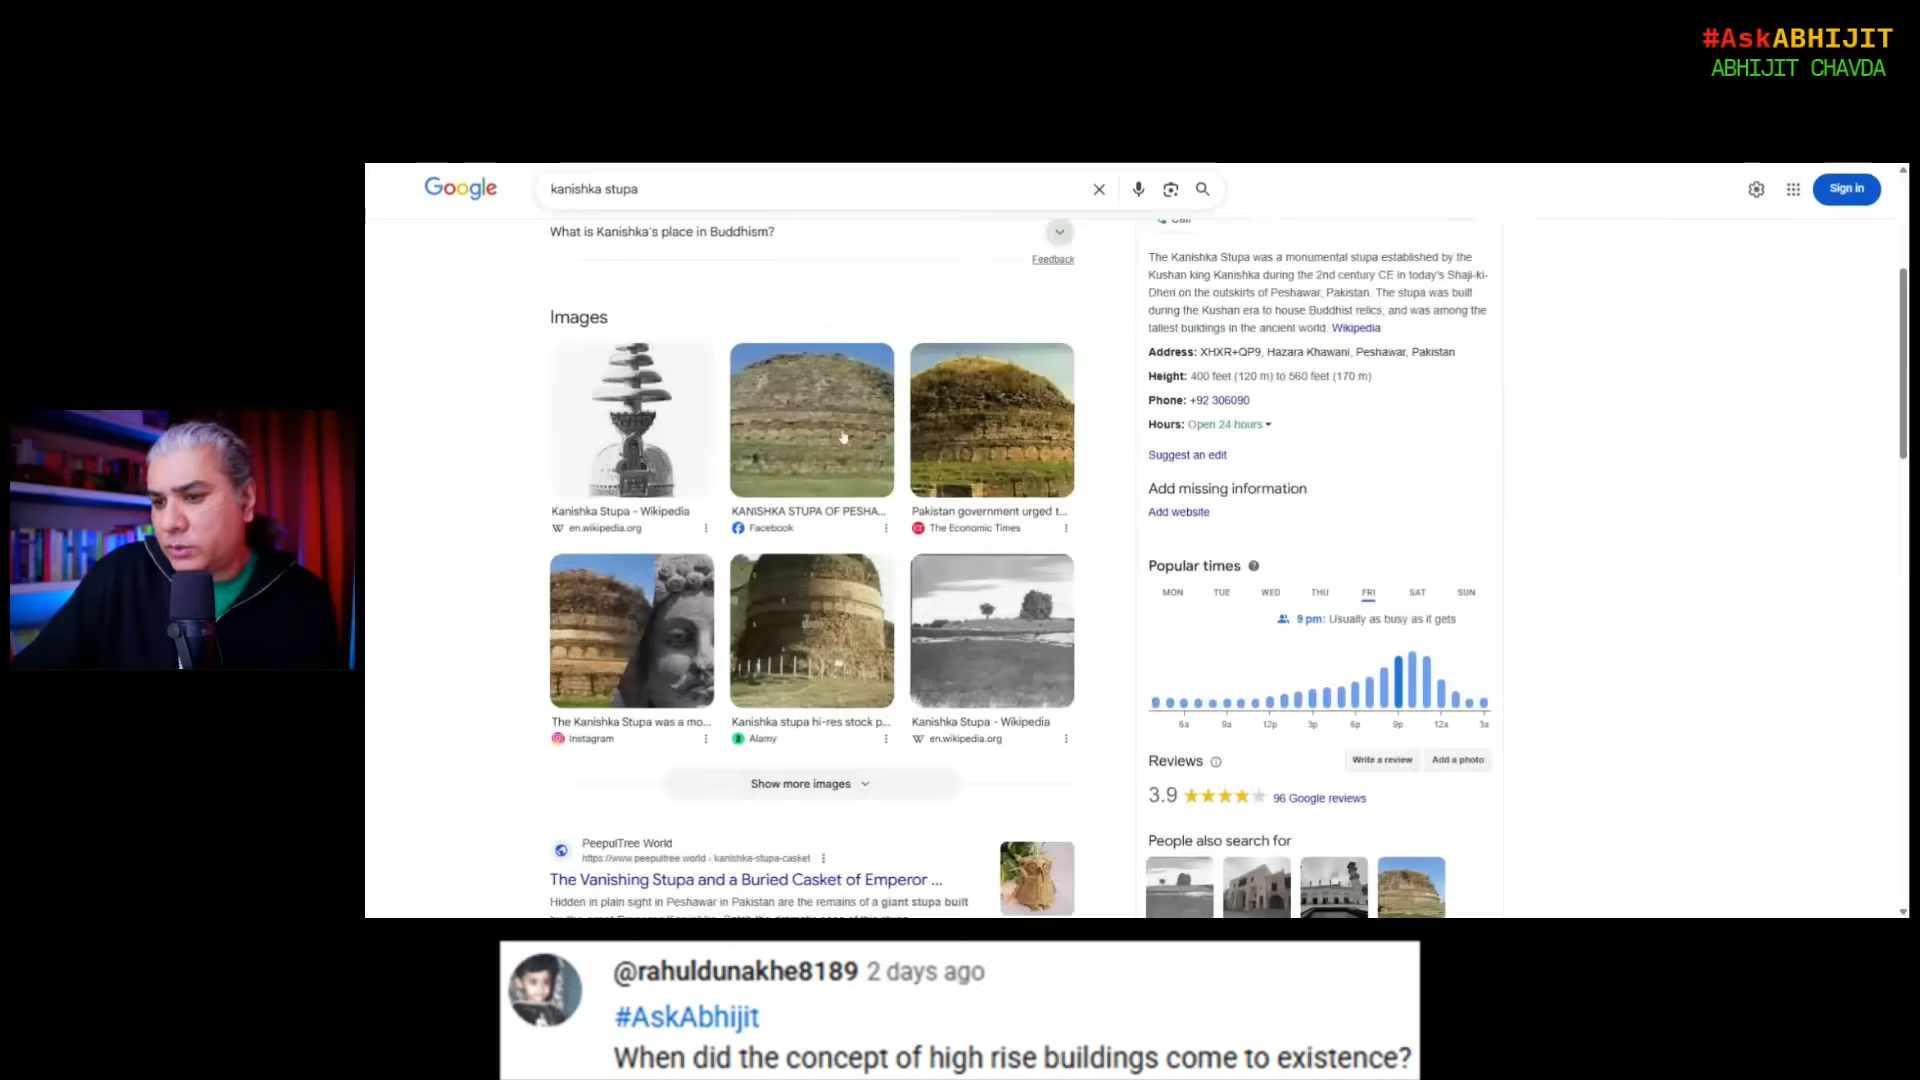 #AskABHIJIT
ABHIJIT CHAVDA
Google
kanishka stupa
Sign in
What is Kanishka's place in Buddhism?
Feedback
Images
Kanishka Stupa - Wikipedia
en.wikipedia.org
KANISHKA STUPA OF PESHA...
Facebook
Pakistan government urged t...
The Economic Times
The Kanishka Stupa was a mo...
Instagram
Kanishka stupa hi-res stock p...
Alamy
Kanishka Stupa - Wikipedia
en.wikipedia.org
Show more images
PeepulTree World
https://www.peepultree.world › kanishka-stupa-casket
The Vanishing Stupa and a Buried Casket of Emperor ...
Hidden in plain sight in Peshawar in Pakistan are the remains of a giant stupa built
The Kanishka Stupa was a monumental stupa established by the
Kushan king Kanishka during the 2nd century CE in today's Shaji-ki-
Dheri on the outskirts of Peshawar, Pakistan. The stupa was built
during the Kushan era to house Buddhist relics, and was among the
tallest buildings in the ancient world. Wikipedia
Address: XHXR+QP9, Hazara Khawani, Peshawar, Pakistan
Height: 400 feet (120 m) to 560 feet (170 m)
Phone: +92 306090
Hours: Open 24 hours
Suggest an edit
Add missing information
Add website
Popular times
MON TUE WED THU FRI SAT SUN
9 pm: Usually as busy as it gets
6a 9a 12p 3p 6p 9p 12a 3a
Reviews
Write a review
Add a photo
3.9
96 Google reviews
People also search for
@rahuldunakhe8189 2 days ago
#AskAbhijit
When did the concept of high rise buildings come to existence?